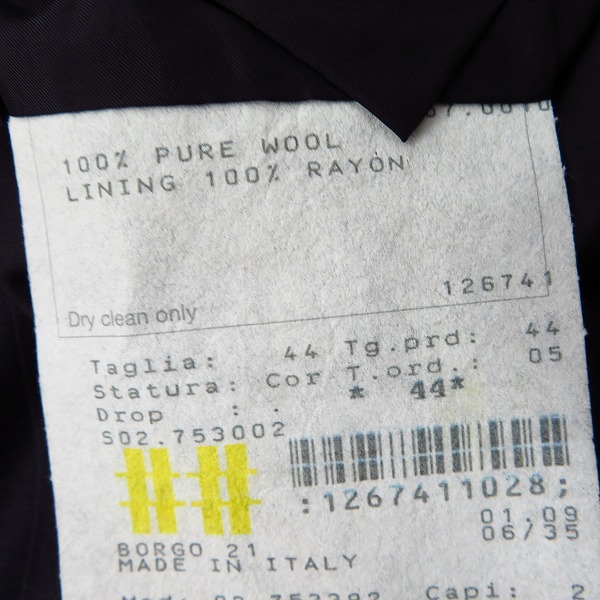 100% PURE WOOL
LINING 100% RAYON
126741
Dry clean only
Taglia: 44 Tg.prd: 44
Statura: Cor T.ord.: 05
Drop : . * 44*
S02.753002
:1267411028;
01.09
06/35
BORGO 21
MADE IN ITALY
Capi: 2